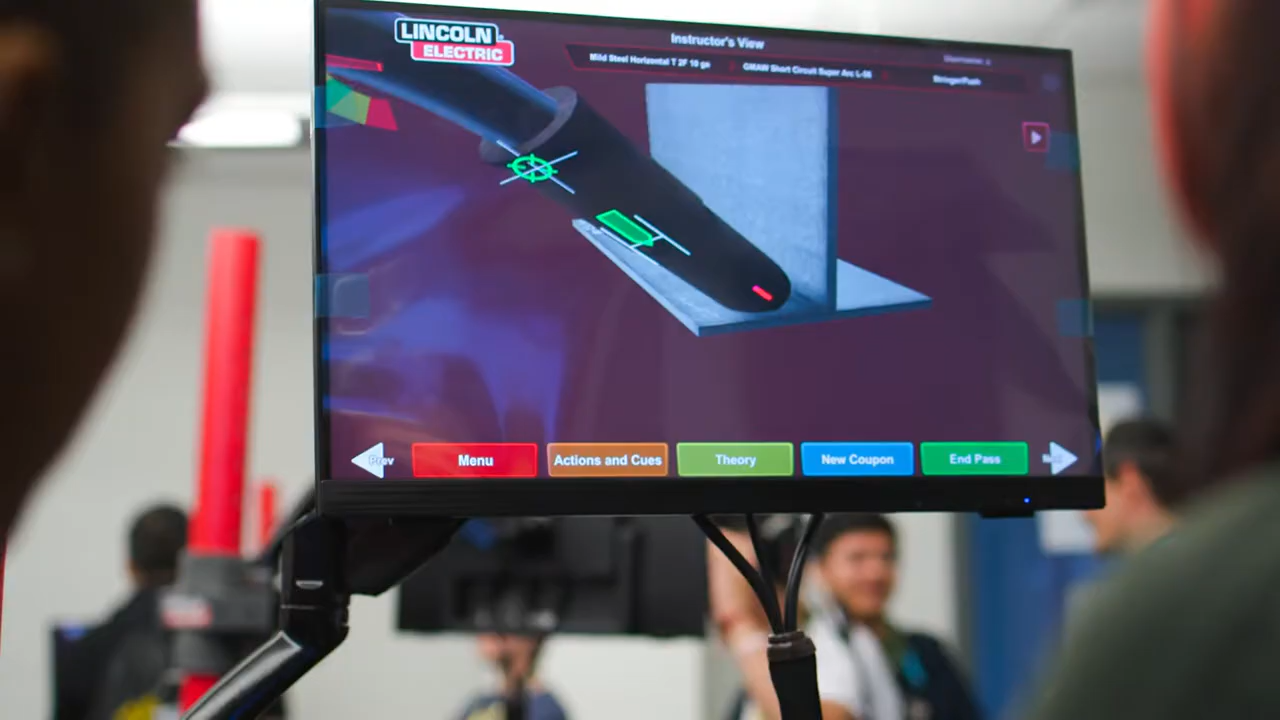 LINCOLN
ELECTRIC
Instructor's View
Mild Steel Horizontal T 2F 10 ga
GMAW Short Circuit Super Arc L-56
Stringer/Push
Prev
Menu
Actions and Cues
Theory
New Coupon
End Pass